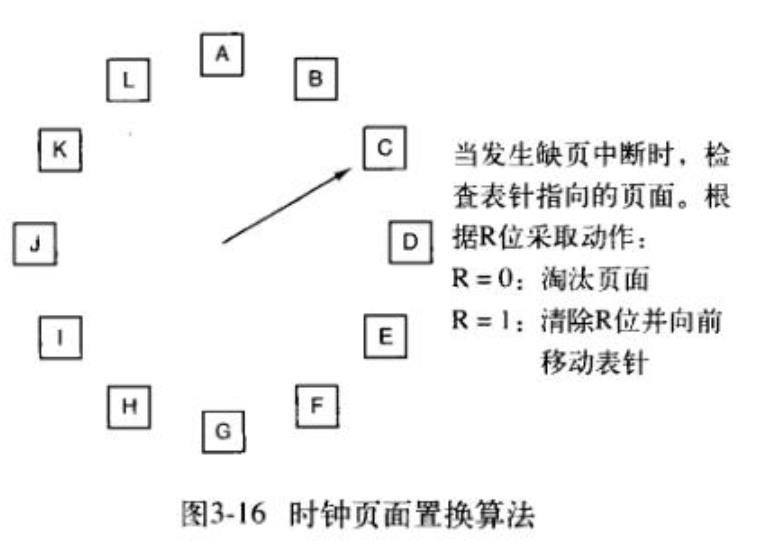 A
B
C
D
E
F
G
H
I
J
K
L
当发生缺页中断时，检
查表针指向的页面。根
据R位采取动作：
R = 0：淘汰页面
R = 1：清除R位并向前
移动表针
图3-16 时钟页面置换算法